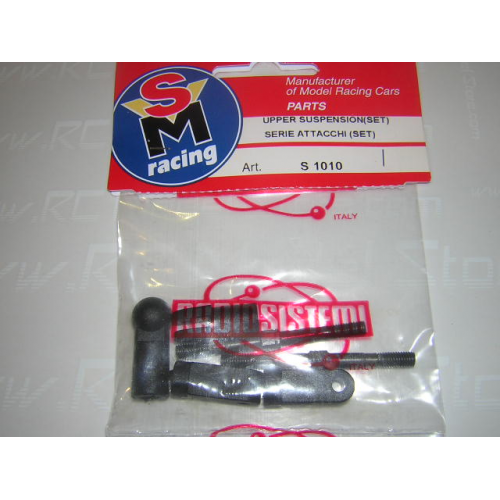 SM
racing
Manufacturer
of Model Racing Cars
PARTS
UPPER SUSPENSION(SET)
SERIE ATTACCHI (SET)
Art. S 1010
ITALY
RADIOSISTEMI
ITALY